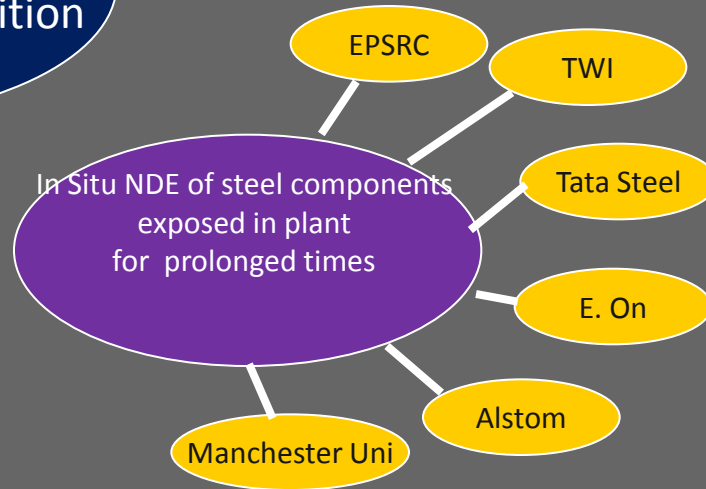 ition
EPSRC
TWI
In Situ NDE of steel components
exposed in plant
for prolonged times
Tata Steel
E. On
Alstom
Manchester Uni